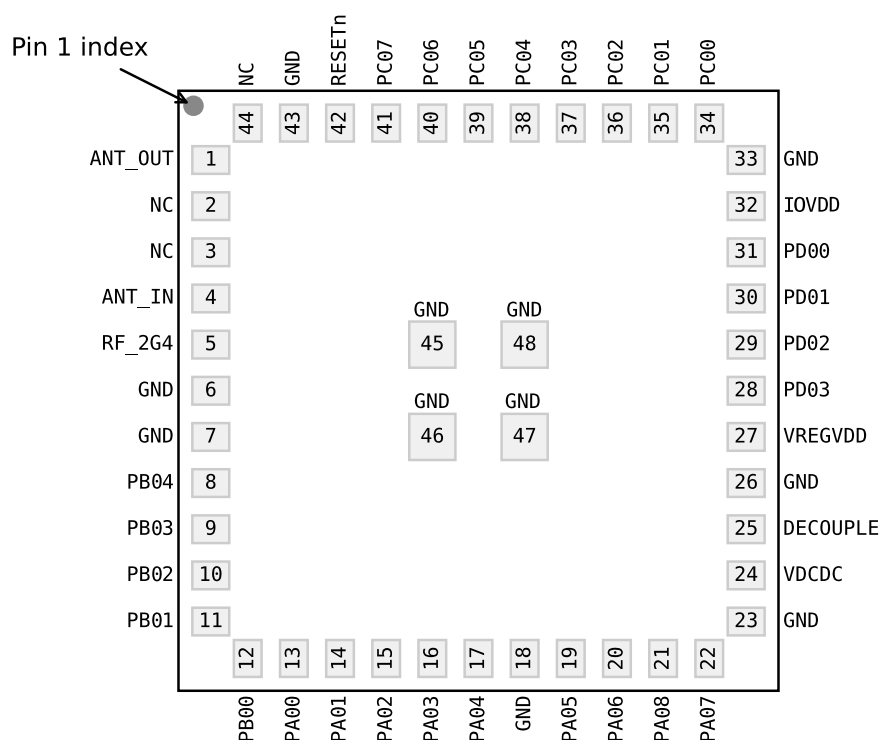 Pin 1 index
NC GND RESETn PC07 PC06 PC05 PC04 PC03 PC02 PC01 PC00
44 43 42 41 40 39 38 37 36 35 34
ANT_OUT 1 33 GND
NC 2 32 IOVDD
NC 3 31 PD00
ANT_IN 4 30 PD01
GND GND
RF_2G4 5 45 48 29 PD02
GND 6 28 PD03
GND GND
GND 7 46 47 27 VREGVDD
PB04 8 26 GND
PB03 9 25 DECOUPLE
PB02 10 24 VDCDC
PB01 11 23 GND
12 13 14 15 16 17 18 19 20 21 22
PB00 PA00 PA01 PA02 PA03 PA04 GND PA05 PA06 PA08 PA07